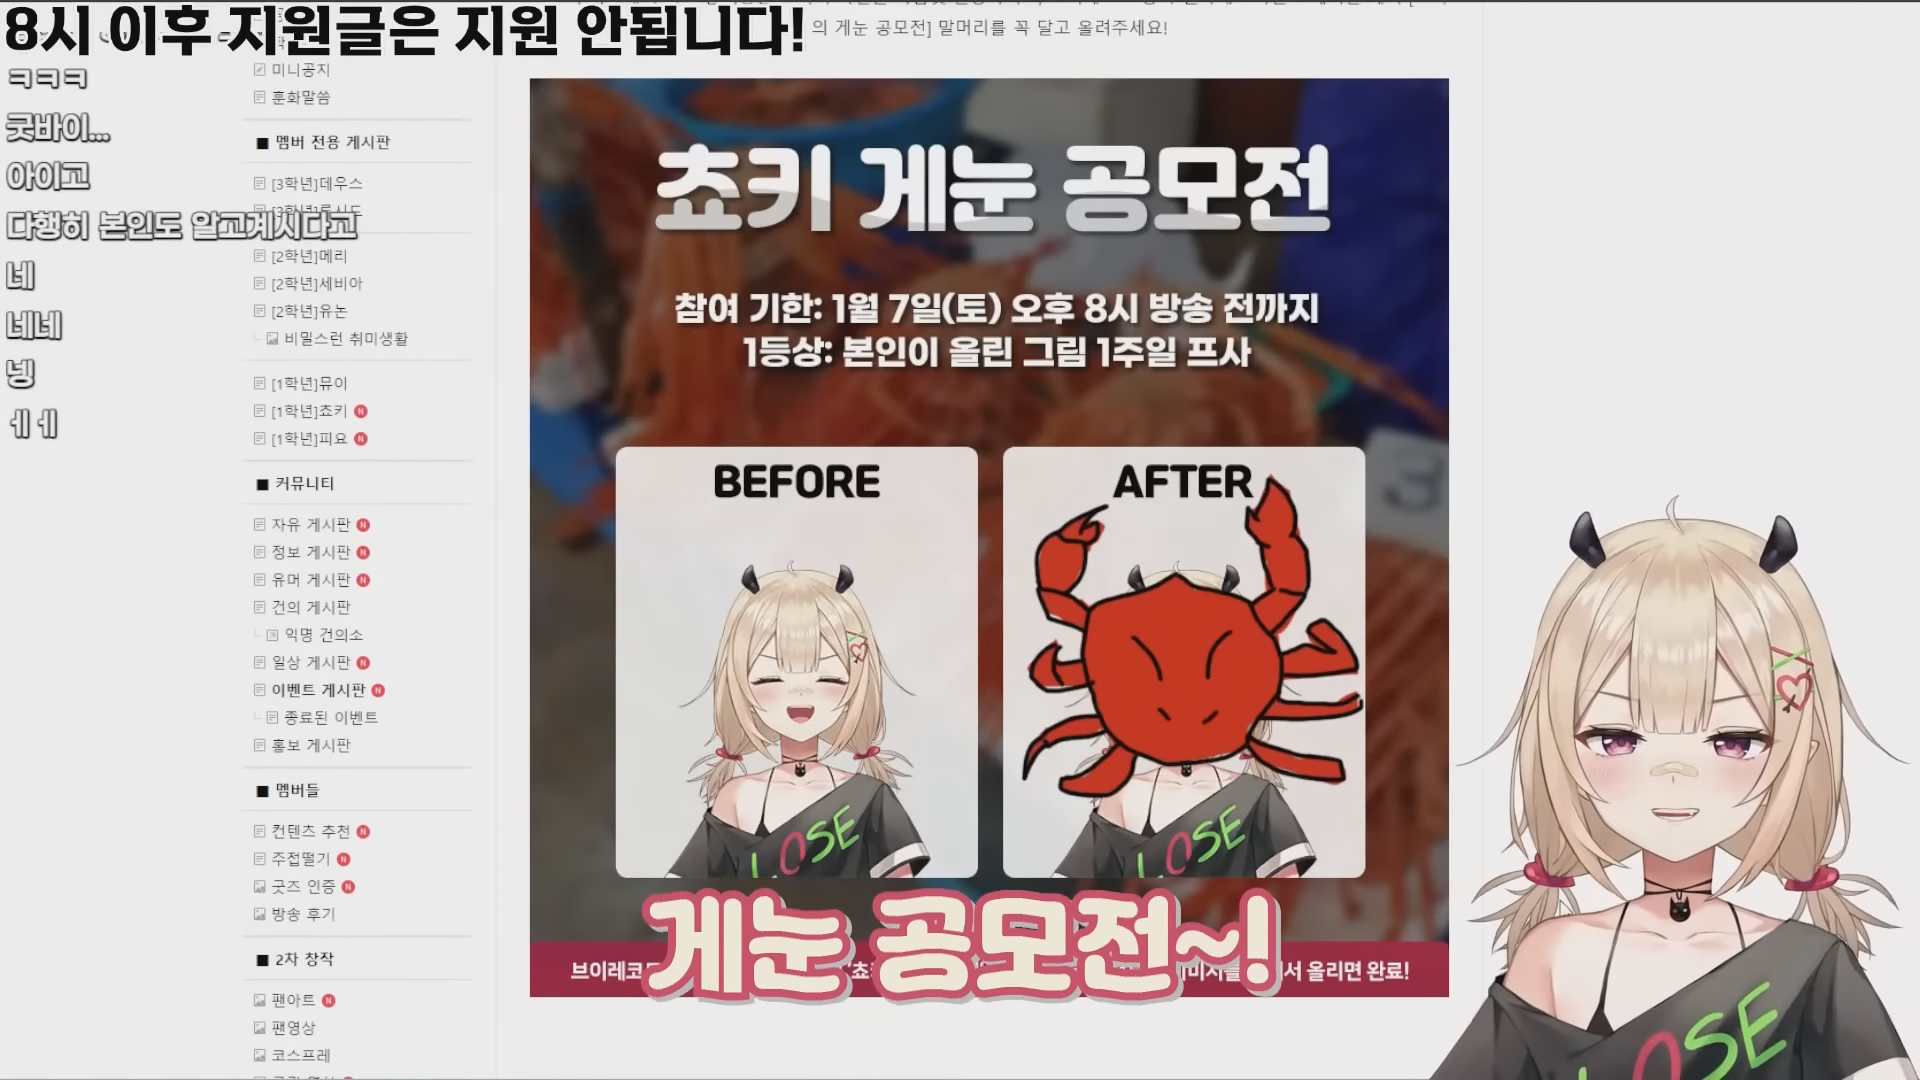 8시 이후 지원글은 지원 안됩니다!
ㅋㅋㅋ
굿바이...
아이고
다행히 본인도 알고계시다고
네
네네
넹
ㅔㅔ
미니공지
훈화말씀
■ 멤버 전용 게시판
[3학년]데우스
[2학년]메리
[2학년]세비아
[2학년]유논
비밀스런 취미생활
[1학년]뮤이
[1학년]쵸키 N
[1학년]피요 N
■ 커뮤니티
자유 게시판 N
정보 게시판 N
유머 게시판 N
건의 게시판
익명 건의소
일상 게시판 N
이벤트 게시판 N
종료된 이벤트
홍보 게시판
■ 멤버들
컨텐츠 추천 N
주접떨기 N
굿즈 인증 N
방송 후기
■ 2차 창작
팬아트 N
팬영상
코스프레
의 게눈 공모전] 말머리를 꼭 달고 올려주세요!
쵸키 게눈 공모전
참여 기한: 1월 7일(토) 오후 8시 방송 전까지
1등상: 본인이 올린 그림 1주일 프사
BEFORE
AFTER
LOSE
LOSE
3
게눈 공모전~!
브이레코 서 올리면 완료!
OSE